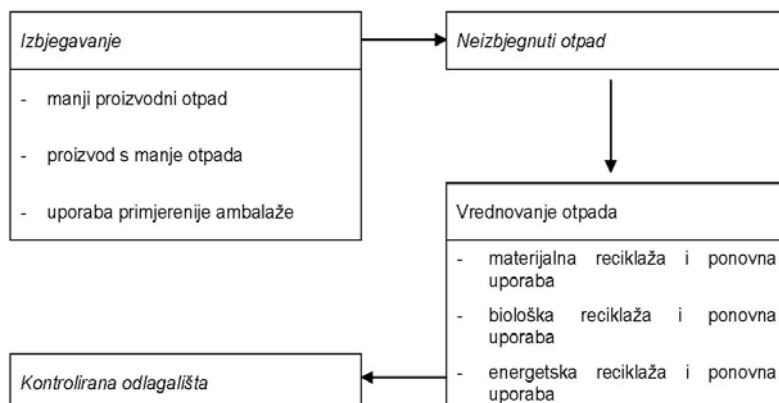 Izbjegavanje
- manji proizvodni otpad
- proizvod s manje otpada
- uporaba primjerenije ambalaže
Neizbjegnuti otpad
Vrednovanje otpada
- materijalna reciklaža i ponovna
uporaba
- biološka reciklaža i ponovna
uporaba
- energetska reciklaža i ponovna
uporaba
Kontrolirana odlagališta